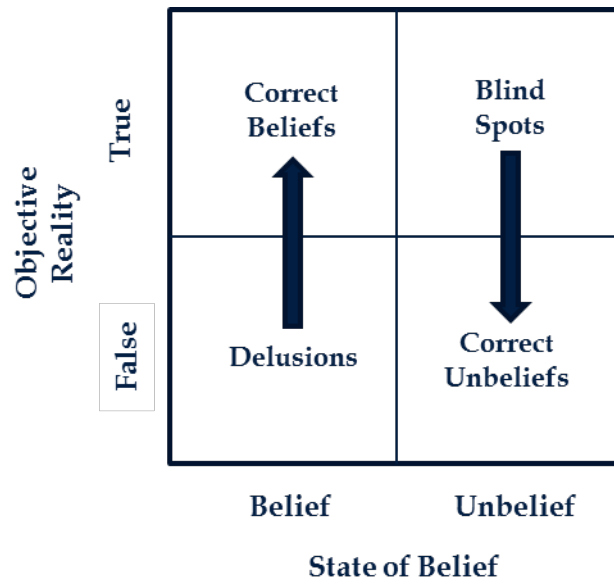 Correct
Beliefs
Blind
Spots
True
Objective
Reality
False
Delusions
Correct
Unbeliefs
Belief
Unbelief
State of Belief